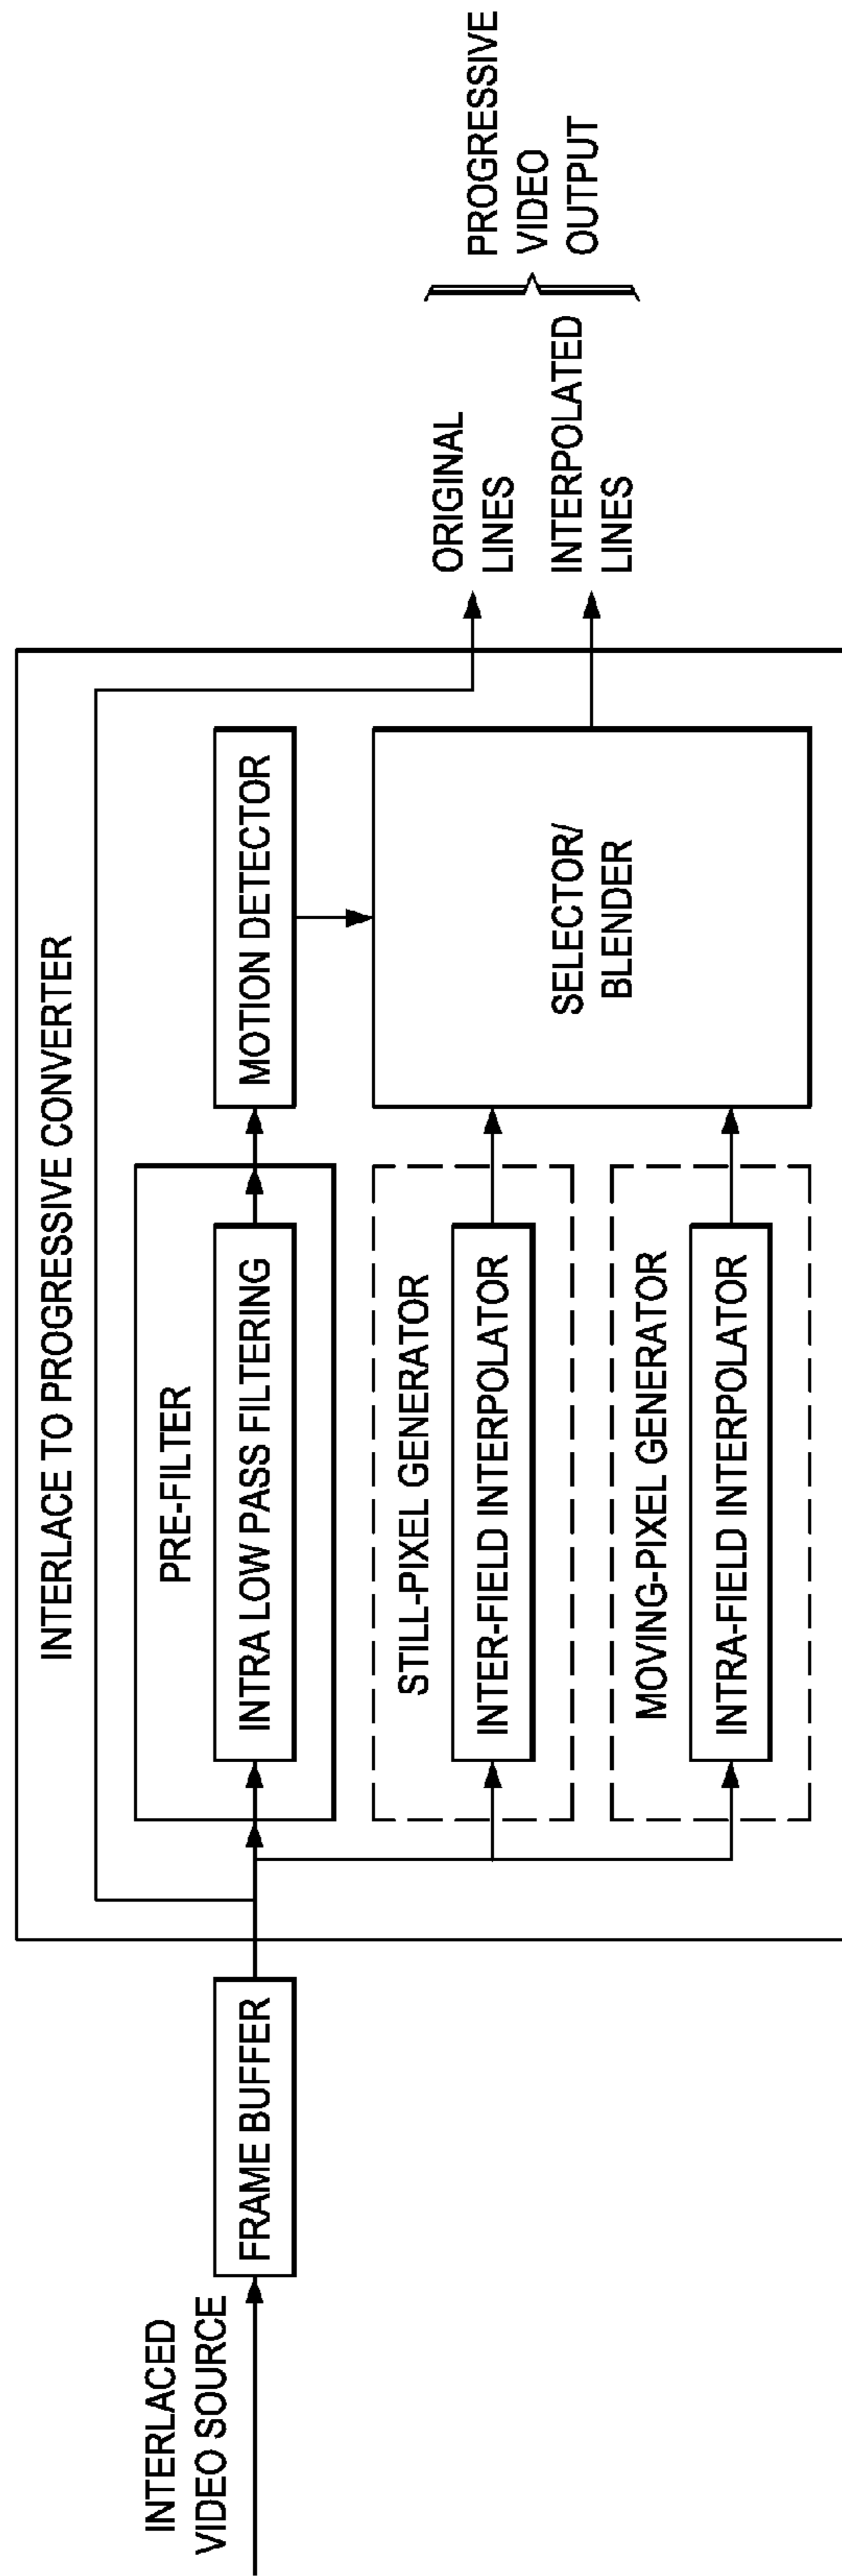 INTERLACED
VIDEO SOURCE
FRAME BUFFER
INTERLACE TO PROGRESSIVE CONVERTER
PRE-FILTER
INTRA LOW PASS FILTERING
MOTION DETECTOR
STILL-PIXEL GENERATOR
INTER-FIELD INTERPOLATOR
MOVING-PIXEL GENERATOR
INTRA-FIELD INTERPOLATOR
SELECTOR/
BLENDER
ORIGINAL
LINES
INTERPOLATED
LINES
PROGRESSIVE
VIDEO
OUTPUT